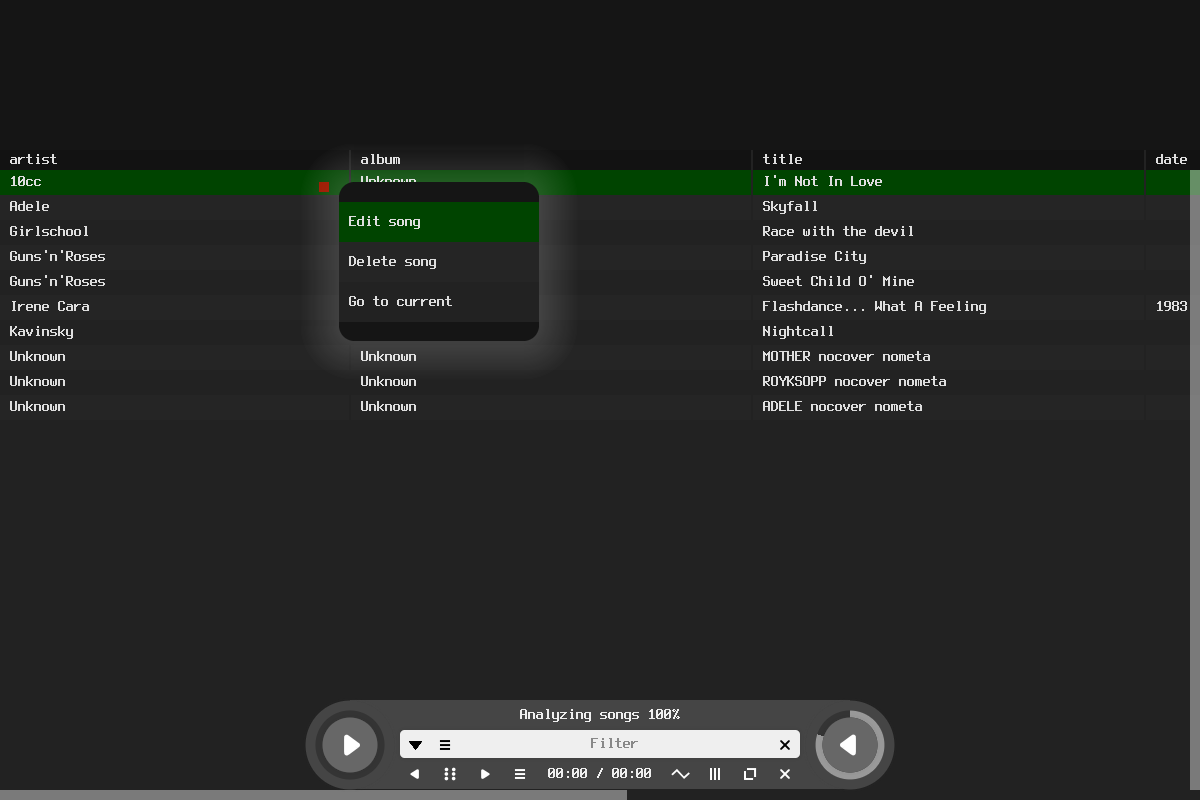 artist album title date
10cc Unknown I'm Not In Love
Adele Skyfall
Edit song
Girlschool Race with the devil
Guns'n'Roses Paradise City
Delete song
Guns'n'Roses Sweet Child O' Mine
Go to current
Irene Cara Flashdance... What A Feeling 1983
Kavinsky Nightcall
Unknown Unknown MOTHER nocover nometa
Unknown Unknown ROYKSOPP nocover nometa
Unknown Unknown ADELE nocover nometa
Analyzing songs 100%
Filter
00:00 / 00:00